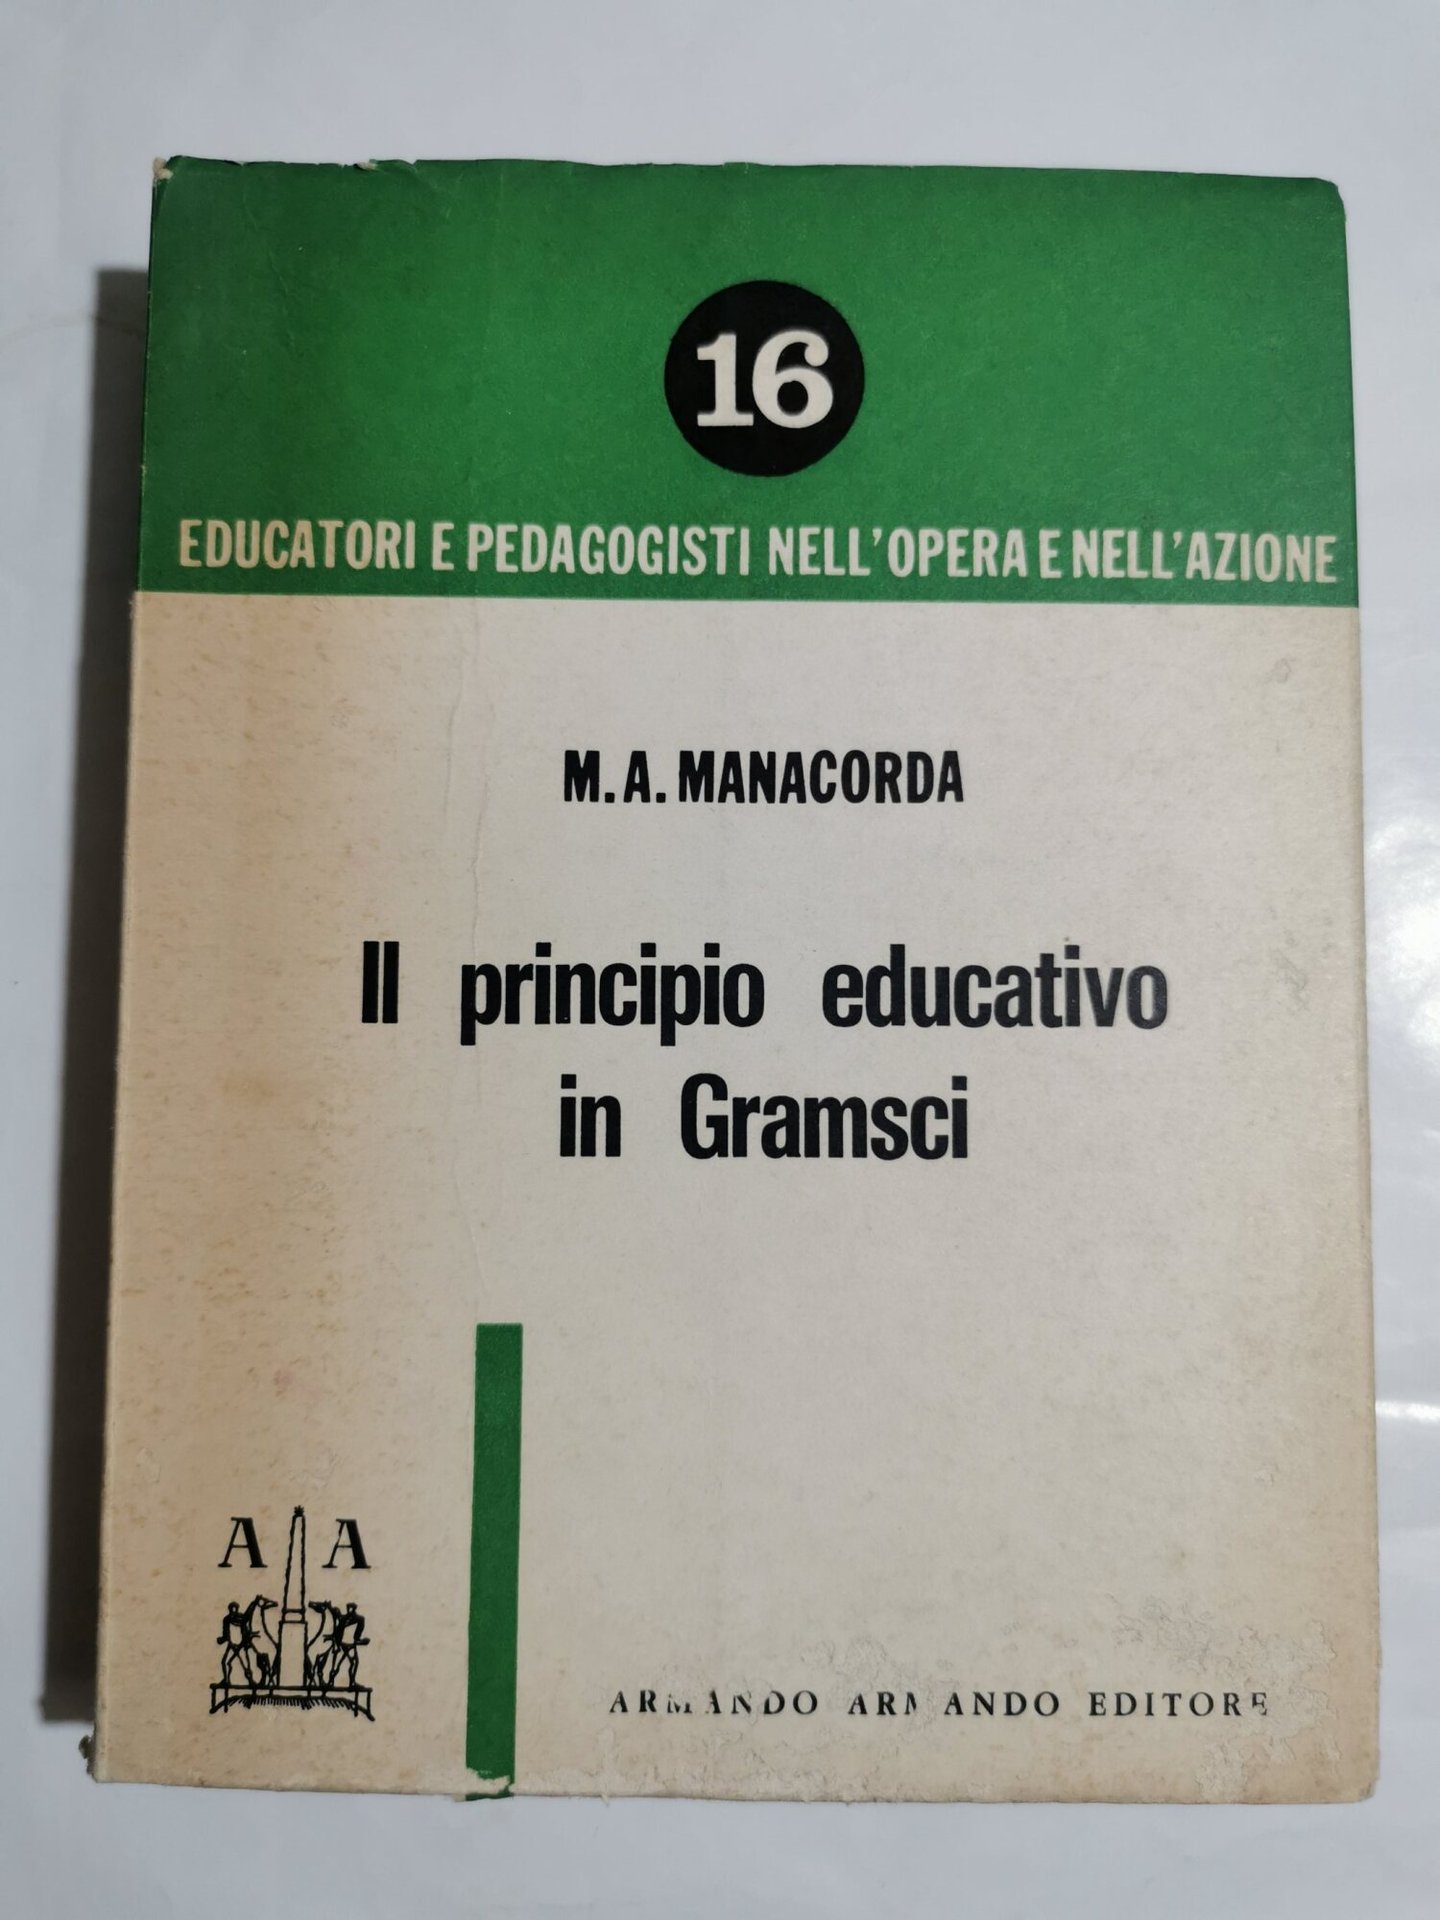 16
EDUCATORI E PEDAGOGISTI NELL'OPERA E NELL'AZIONE
M. A. MANACORDA
Il principio educativo
in Gramsci
A A
ARMANDO ARMANDO EDITORE